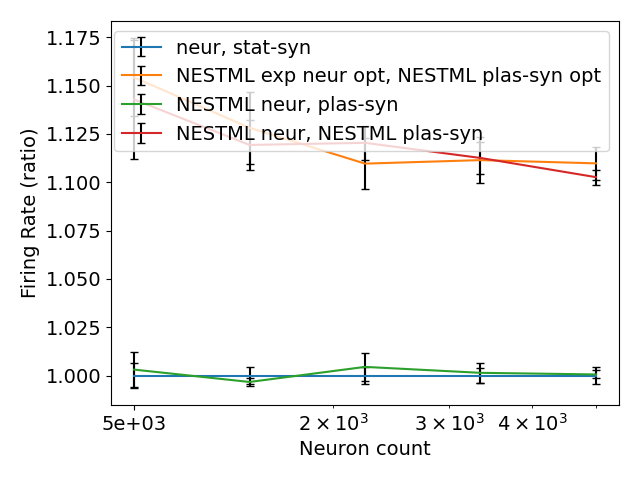 neur, stat-syn
NESTML exp neur opt, NESTML plas-syn opt
NESTML neur, plas-syn
NESTML neur, NESTML plas-syn
Firing Rate (ratio)
1.175
1.150
1.125
1.100
1.075
1.050
1.025
1.000
5e+03 2 × 10³ 3 × 10³ 4 × 10³
Neuron count